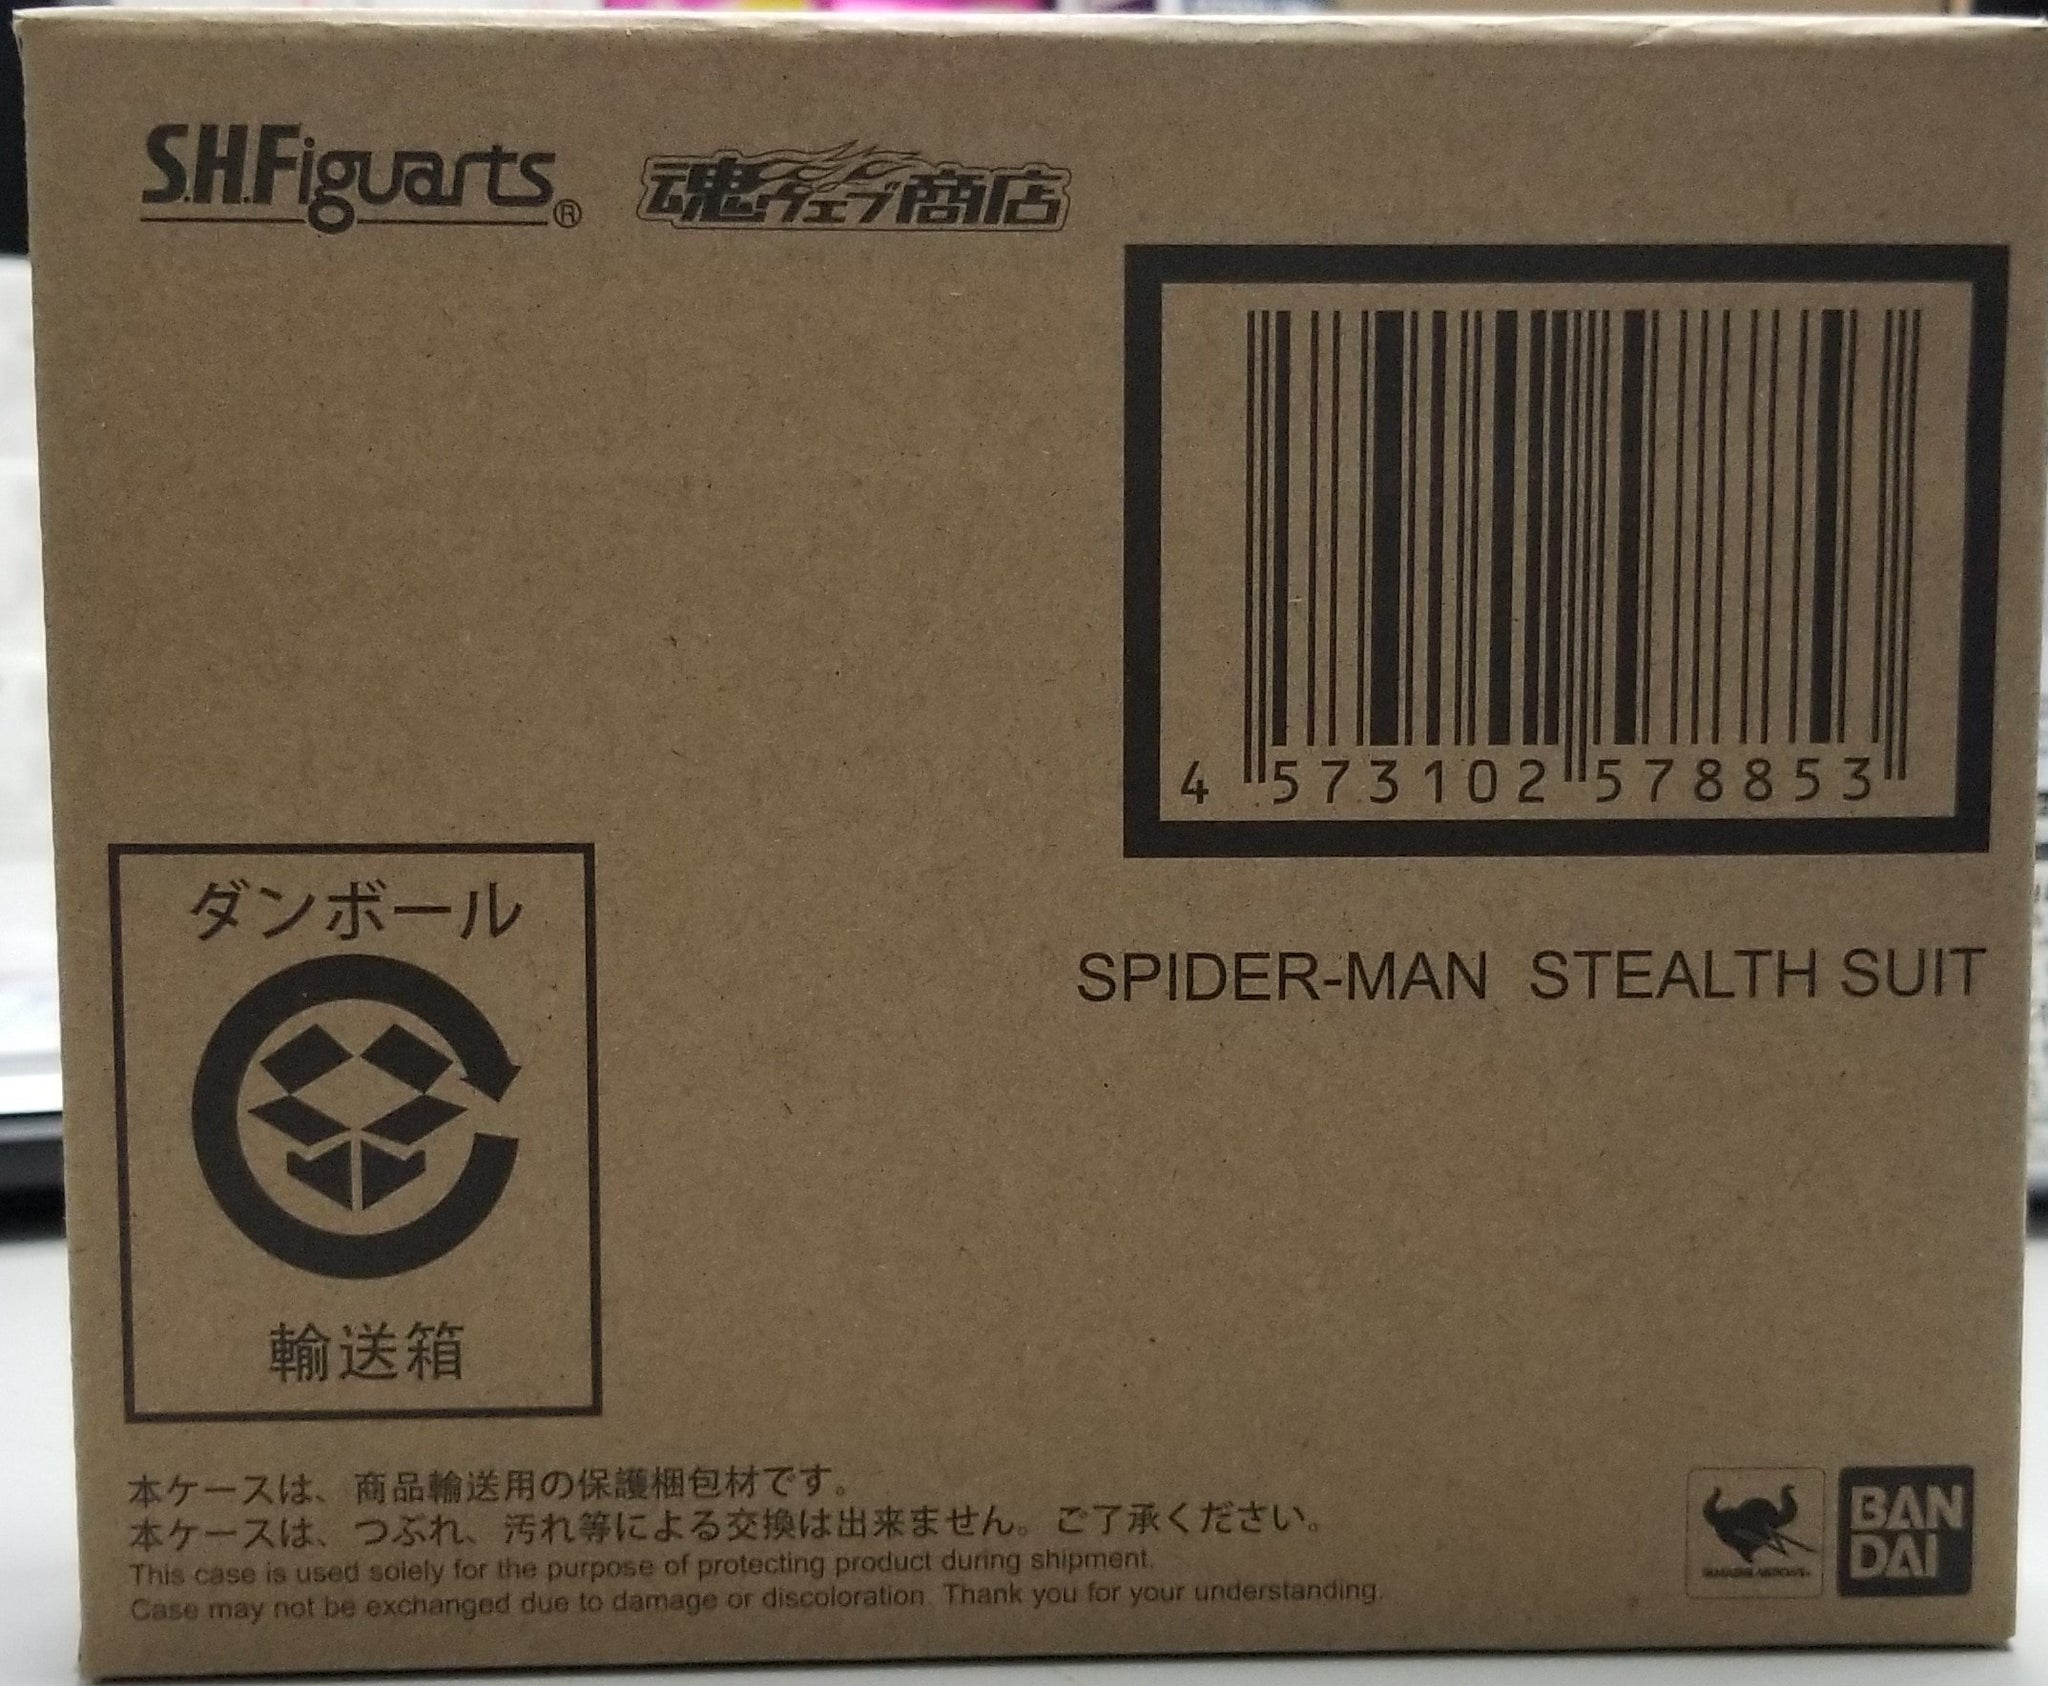 S.H.Figuarts®
魂ウェブ商店
4 573102 578853
SPIDER-MAN STEALTH SUIT
ダンボール
輸送箱
本ケースは、商品輸送用の保護梱包材です。
本ケースは、つぶれ、汚れ等による交換は出来ません。ご了承ください。
This case is used solely for the purpose of protecting product during shipment.
Case may not be exchanged due to damage or discoloration. Thank you for your understanding.
BAN
DAI